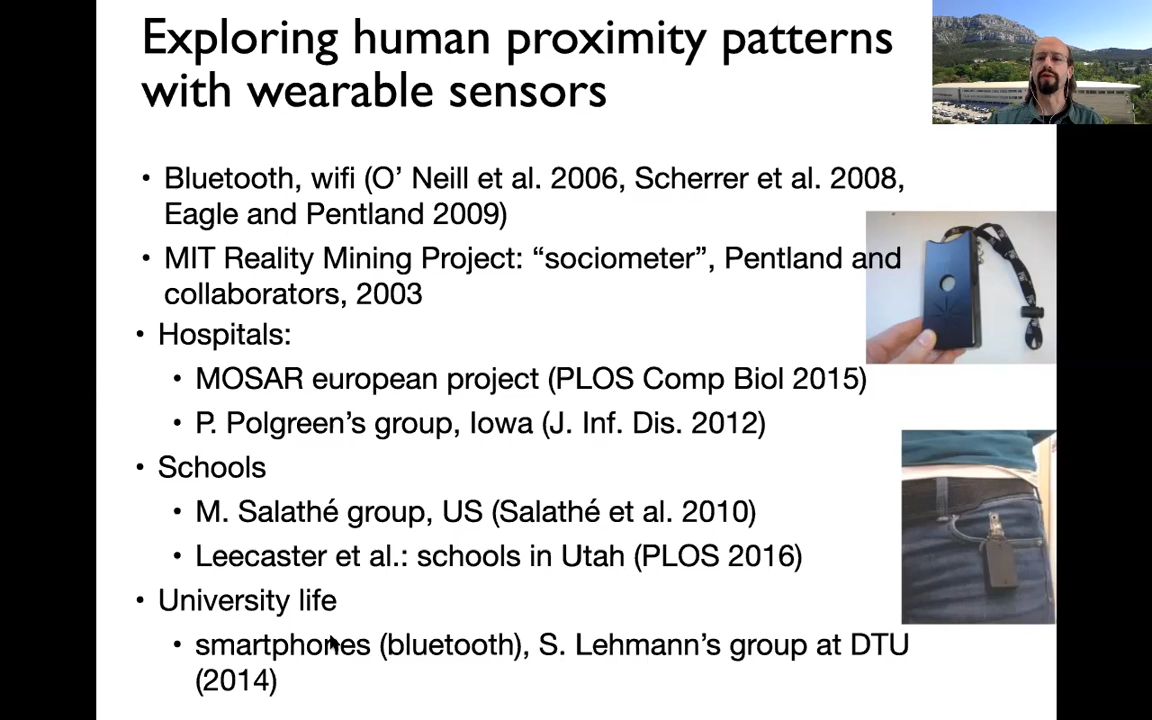 Exploring human proximity patterns
with wearable sensors
• Bluetooth, wifi (O’ Neill et al. 2006, Scherrer et al. 2008,
Eagle and Pentland 2009)
• MIT Reality Mining Project: “sociometer”, Pentland and
collaborators, 2003
• Hospitals:
• MOSAR european project (PLOS Comp Biol 2015)
• P. Polgreen’s group, Iowa (J. Inf. Dis. 2012)
• Schools
• M. Salathé group, US (Salathé et al. 2010)
• Leecaster et al.: schools in Utah (PLOS 2016)
• University life
• smartphones (bluetooth), S. Lehmann’s group at DTU
(2014)